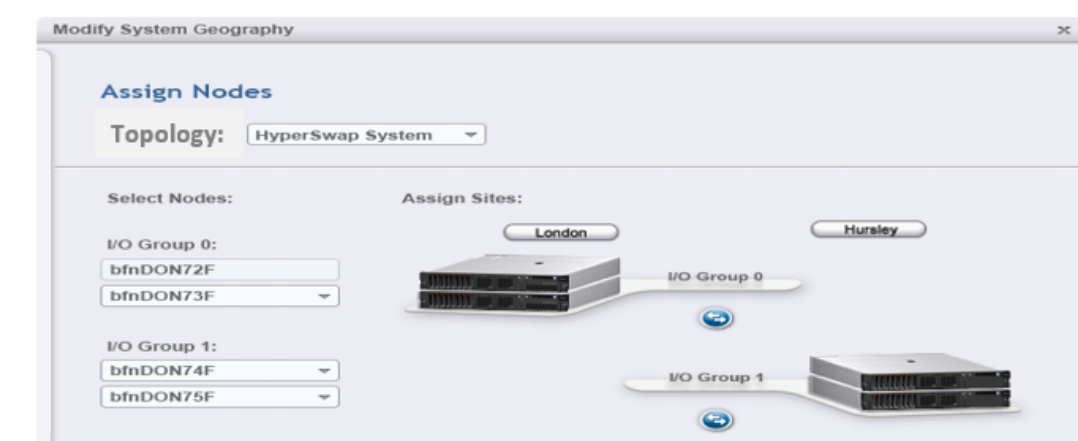 Modify System Geography
Assign Nodes
Topology: HyperSwap System
Select Nodes:
Assign Sites:
London
Hursley
I/O Group 0:
bfnDON72F
bfnDON73F
I/O Group 0
I/O Group 1:
bfnDON74F
bfnDON75F
I/O Group 1